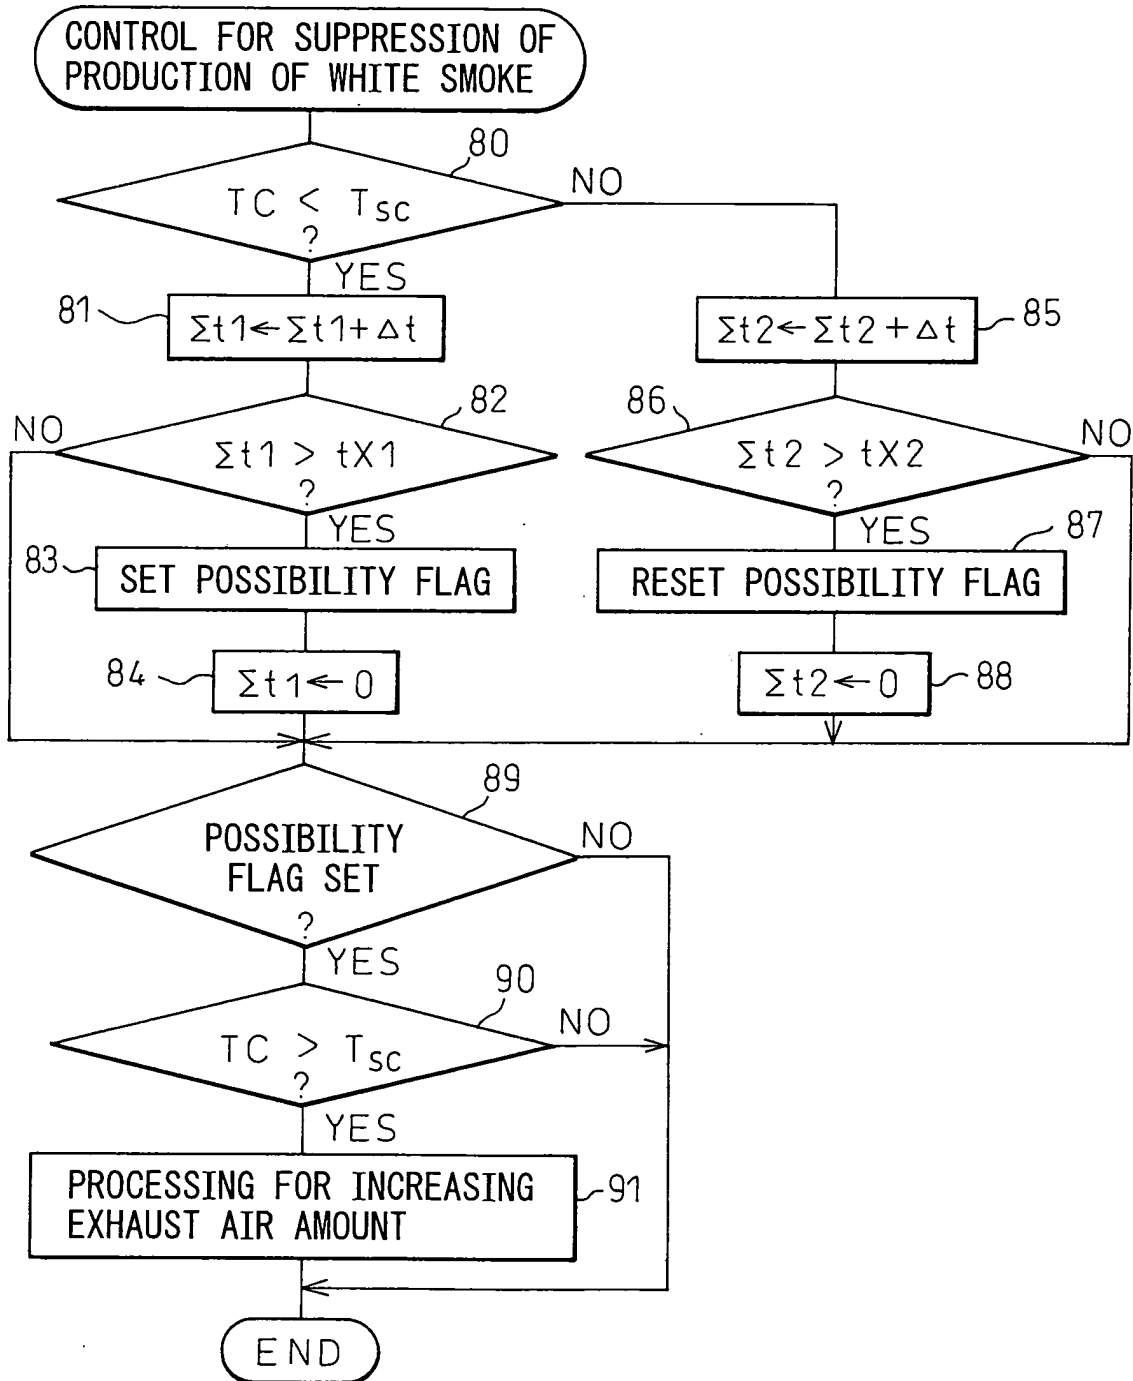 CONTROL FOR SUPPRESSION OF
PRODUCTION OF WHITE SMOKE
80
TC < Tsc
?
NO
YES
81
Σt1←Σt1+Δt
Σt2←Σt2+Δt
85
82
NO
Σt1 > tX1
?
YES
86
Σt2 > tX2
?
NO
YES
83
SET POSSIBILITY FLAG
87
RESET POSSIBILITY FLAG
84
Σt1←0
Σt2←0
88
89
POSSIBILITY
FLAG SET
?
NO
YES
90
TC > Tsc
?
NO
YES
PROCESSING FOR INCREASING
EXHAUST AIR AMOUNT
91
END